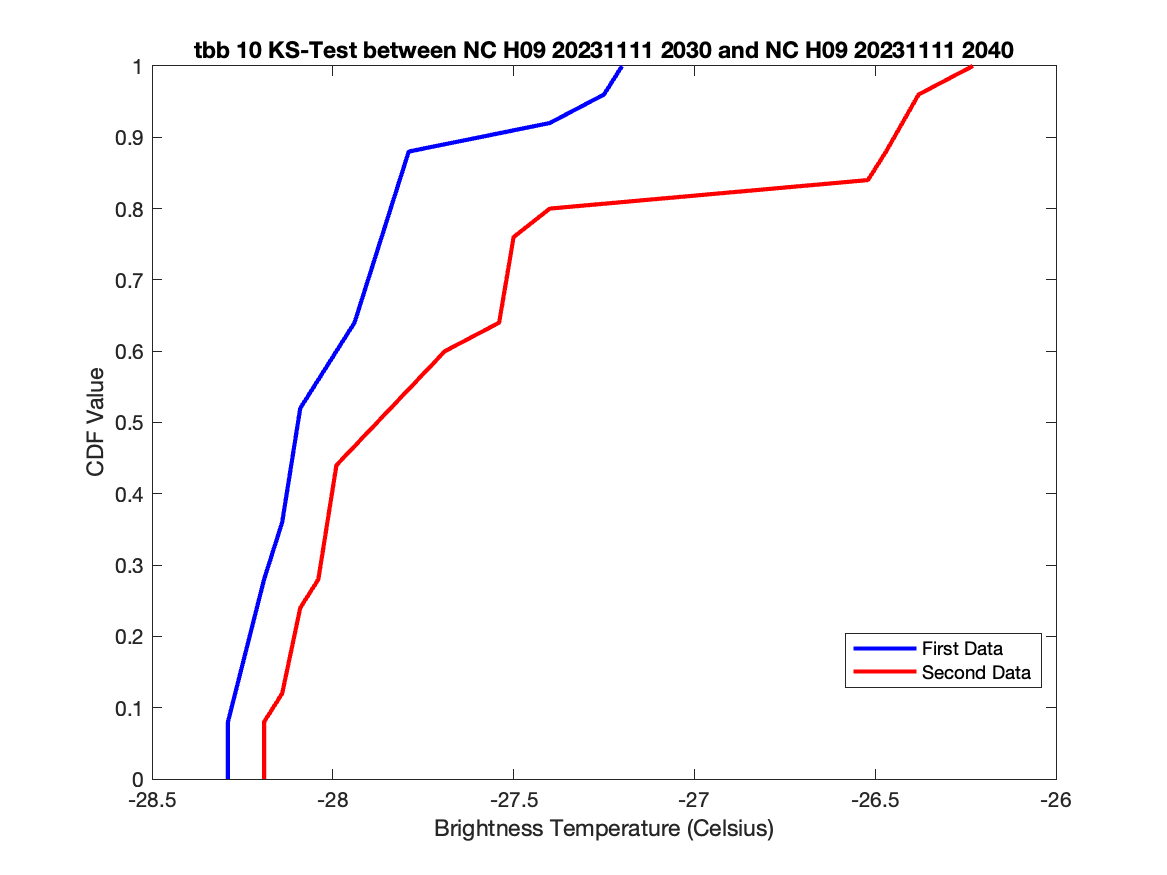 tbb 10 KS-Test between NC H09 20231111 2030 and NC H09 20231111 2040
1
0.9
0.8
0.7
0.6
0.5
0.4
0.3
0.2
0.1
0
CDF Value
First Data
Second Data
-28.5 -28 -27.5 -27 -26.5 -26
Brightness Temperature (Celsius)